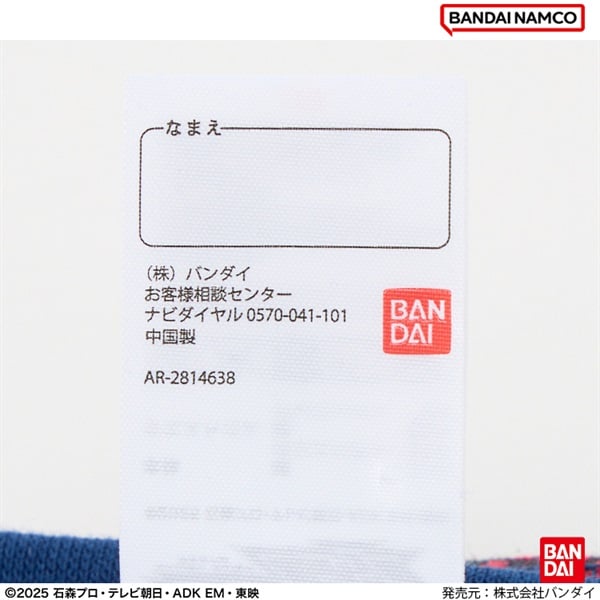 BANDAI NAMCO
なまえ
（株）バンダイ
お客様相談センター
ナビダイヤル 0570-041-101
中国製
AR-2814638
BAN
DAI
BAN
DAI
©2025 石森プロ・テレビ朝日・ADK EM・東映
発売元：株式会社バンダイ